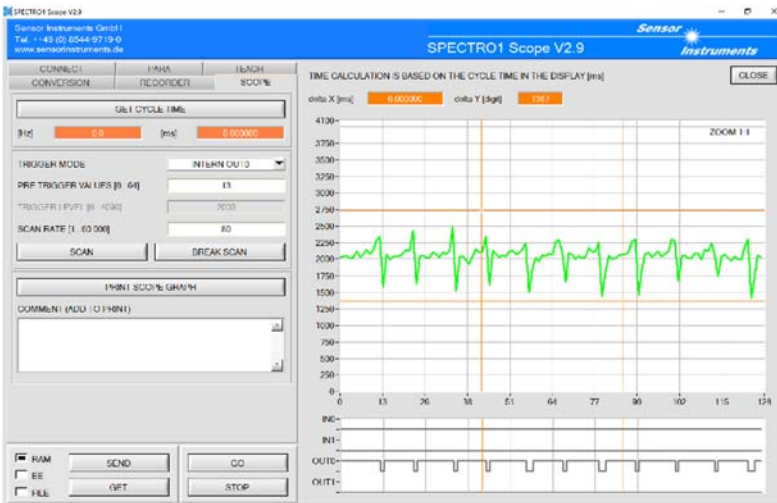 SPECTRO1 Scope V2.9
Sensor Instruments GmbH
Tel. ++49 (0) 8544-9719-0
www.sensorinstruments.de
SPECTRO1 Scope V2.9
Sensor
Instruments
CONNECT PARA TEACH
CONVERSION RECORDER SCOPE
GET CYCLE TIME
[Hz] 0.0 [ms] 0.000000
TRIGGER MODE INTERN OUT0
PRE TRIGGER VALUES [0..64] 13
TRIGGER LEVEL [0..4096] 2000
SCAN RATE [1..60 000] 80
SCAN BREAK SCAN
PRINT SCOPE GRAPH
COMMENT (ADD TO PRINT)
RAM
EE
FILE
SEND GO
GET STOP
TIME CALCULATION IS BASED ON THE CYCLE TIME IN THE DISPLAY [ms]
CLOSE
delta X [ms] 0.000000 delta Y [digit]
ZOOM 1:1
4100
3750
3500
3250
3000
2750
2500
2250
2000
1750
1500
1250
1000
750
500
250
0
0 13 26 38 51 64 77 90 102 115 128
IN0
IN1
OUT0
OUT1